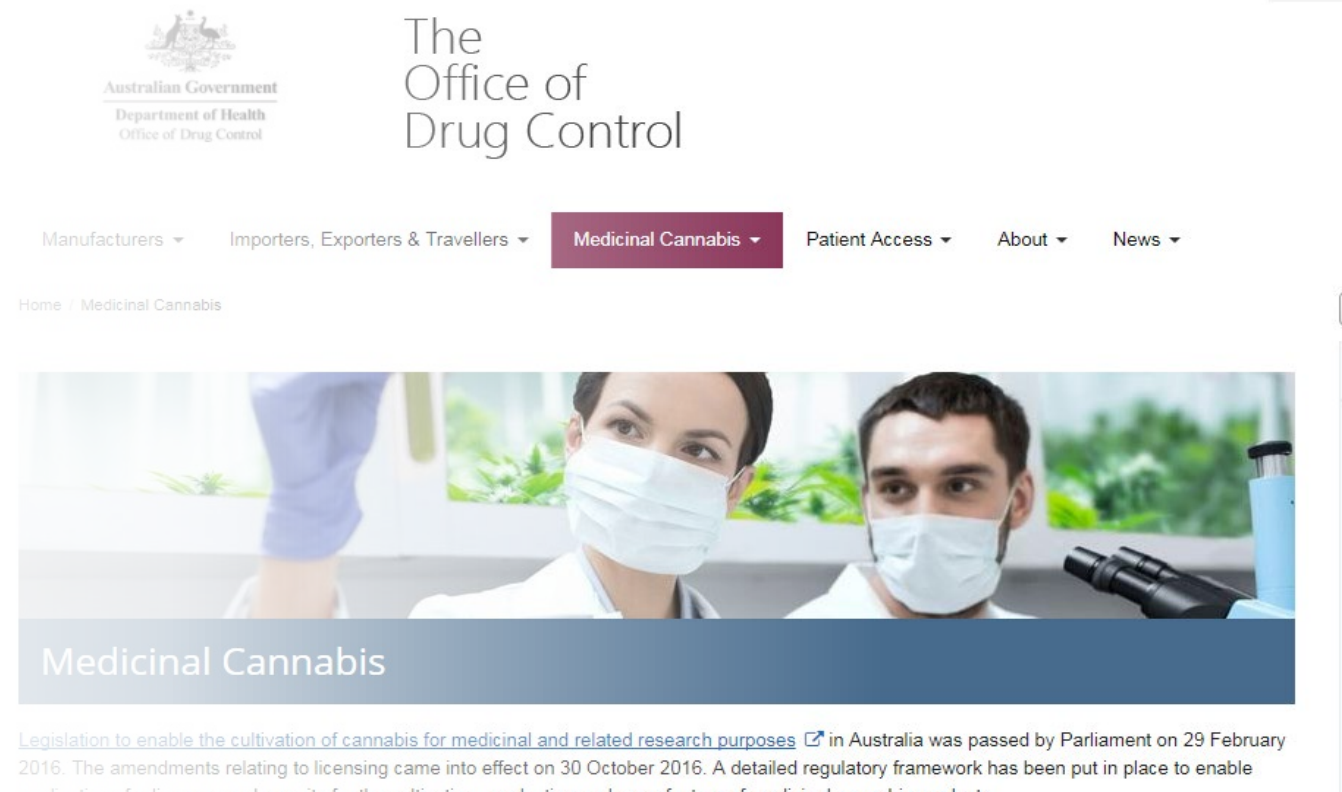 Australian Government
Department of Health
Office of Drug Control
The
Office of
Drug Control
Manufacturers Importers, Exporters & Travellers Medicinal Cannabis Patient Access About News
Home / Medicinal Cannabis
Medicinal Cannabis
Legislation to enable the cultivation of cannabis for medicinal and related research purposes in Australia was passed by Parliament on 29 February
2016. The amendments relating to licensing came into effect on 30 October 2016. A detailed regulatory framework has been put in place to enable